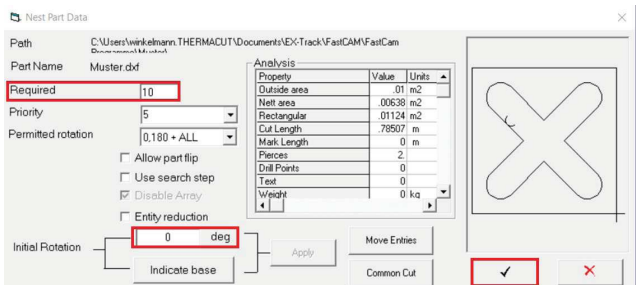 Nest Part Data
Path C:\Users\winkelmann.THERMACUT\Documents\EX-Track\FastCAM\FastCam
Programme\Muster\
Part Name Muster.dxf
Required 10
Priority 5
Permitted rotation 0,180 + ALL
Allow part flip
Use search step
Disable Array
Entity reduction
Initial Rotation
0 deg
Indicate base
Apply
Analysis
Property Value Units
Outside area .01 m2
Nett area .00638 m2
Rectangular .01124 m2
Cut Length .78507 m
Mark Length 0 m
Pierces 2.
Drill Points 0
Text 0
Weight 0 kg
Move Entries
Common Cut